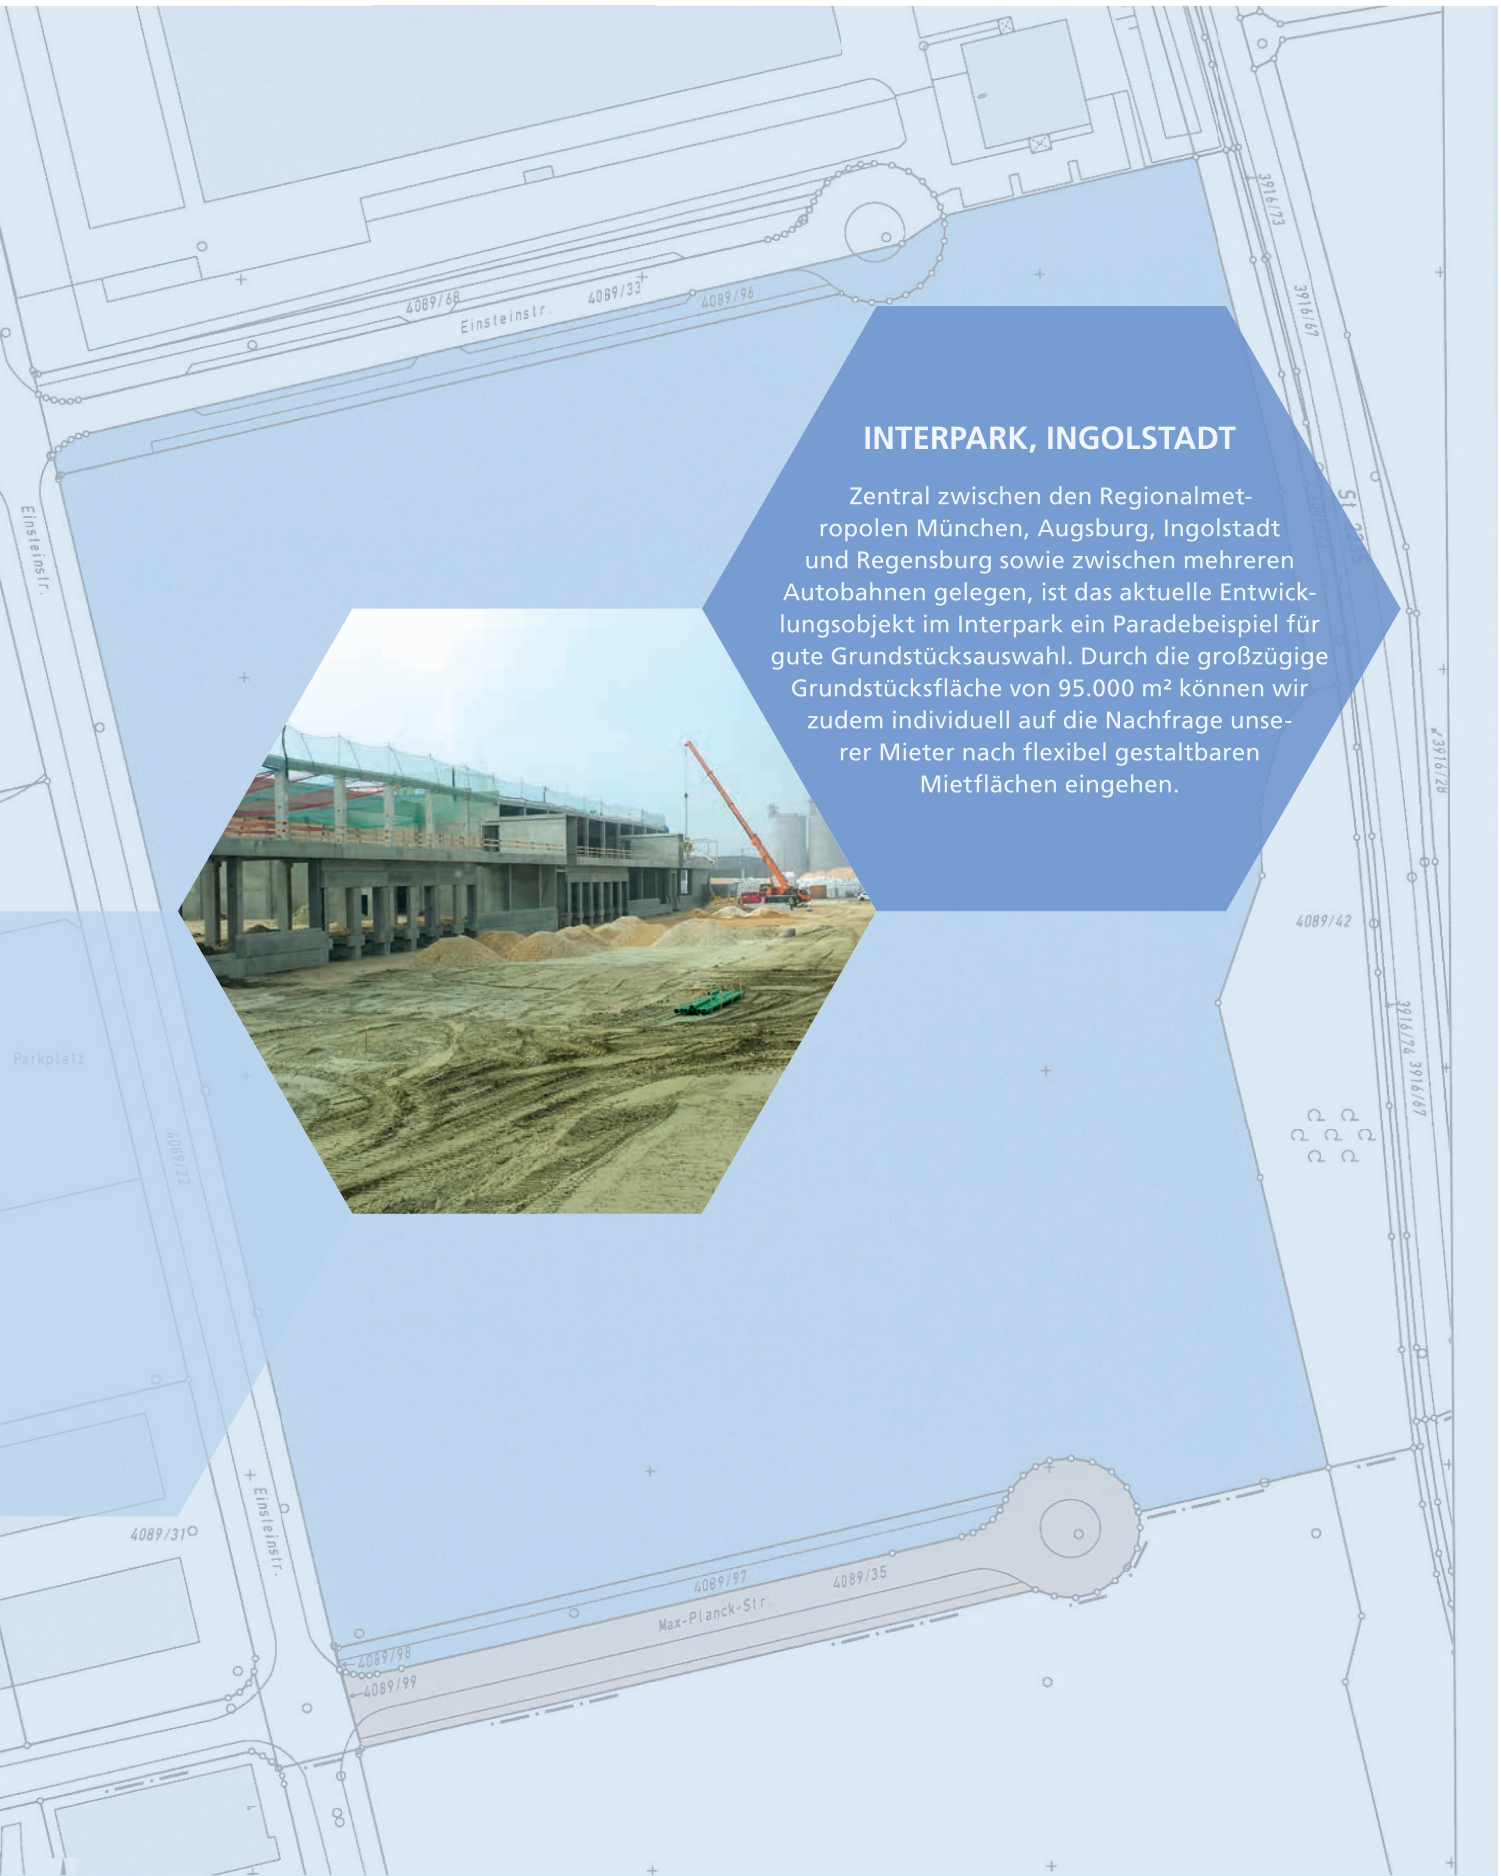 3916/73
4089/68
4089/33
4089/96
Einsteinstr.
3916/67
INTERPARK, INGOLSTADT
Zentral zwischen den Regionalmet-
ropolen München, Augsburg, Ingolstadt
und Regensburg sowie zwischen mehreren
Autobahnen gelegen, ist das aktuelle Entwick-
lungsobjekt im Interpark ein Paradebeispiel für
gute Grundstücksauswahl. Durch die großzügige
Grundstücksfläche von 95.000 m² können wir
zudem individuell auf die Nachfrage unse-
rer Mieter nach flexibel gestaltbaren
Mietflächen eingehen.
Einsteinstr.
St 2335
3916/28
4089/42
Parkplatz
3916/74 3916/67
4089/22
Einsteinstr.
4089/31
4089/97
4089/35
Max-Planck-Str.
4089/98
4089/99